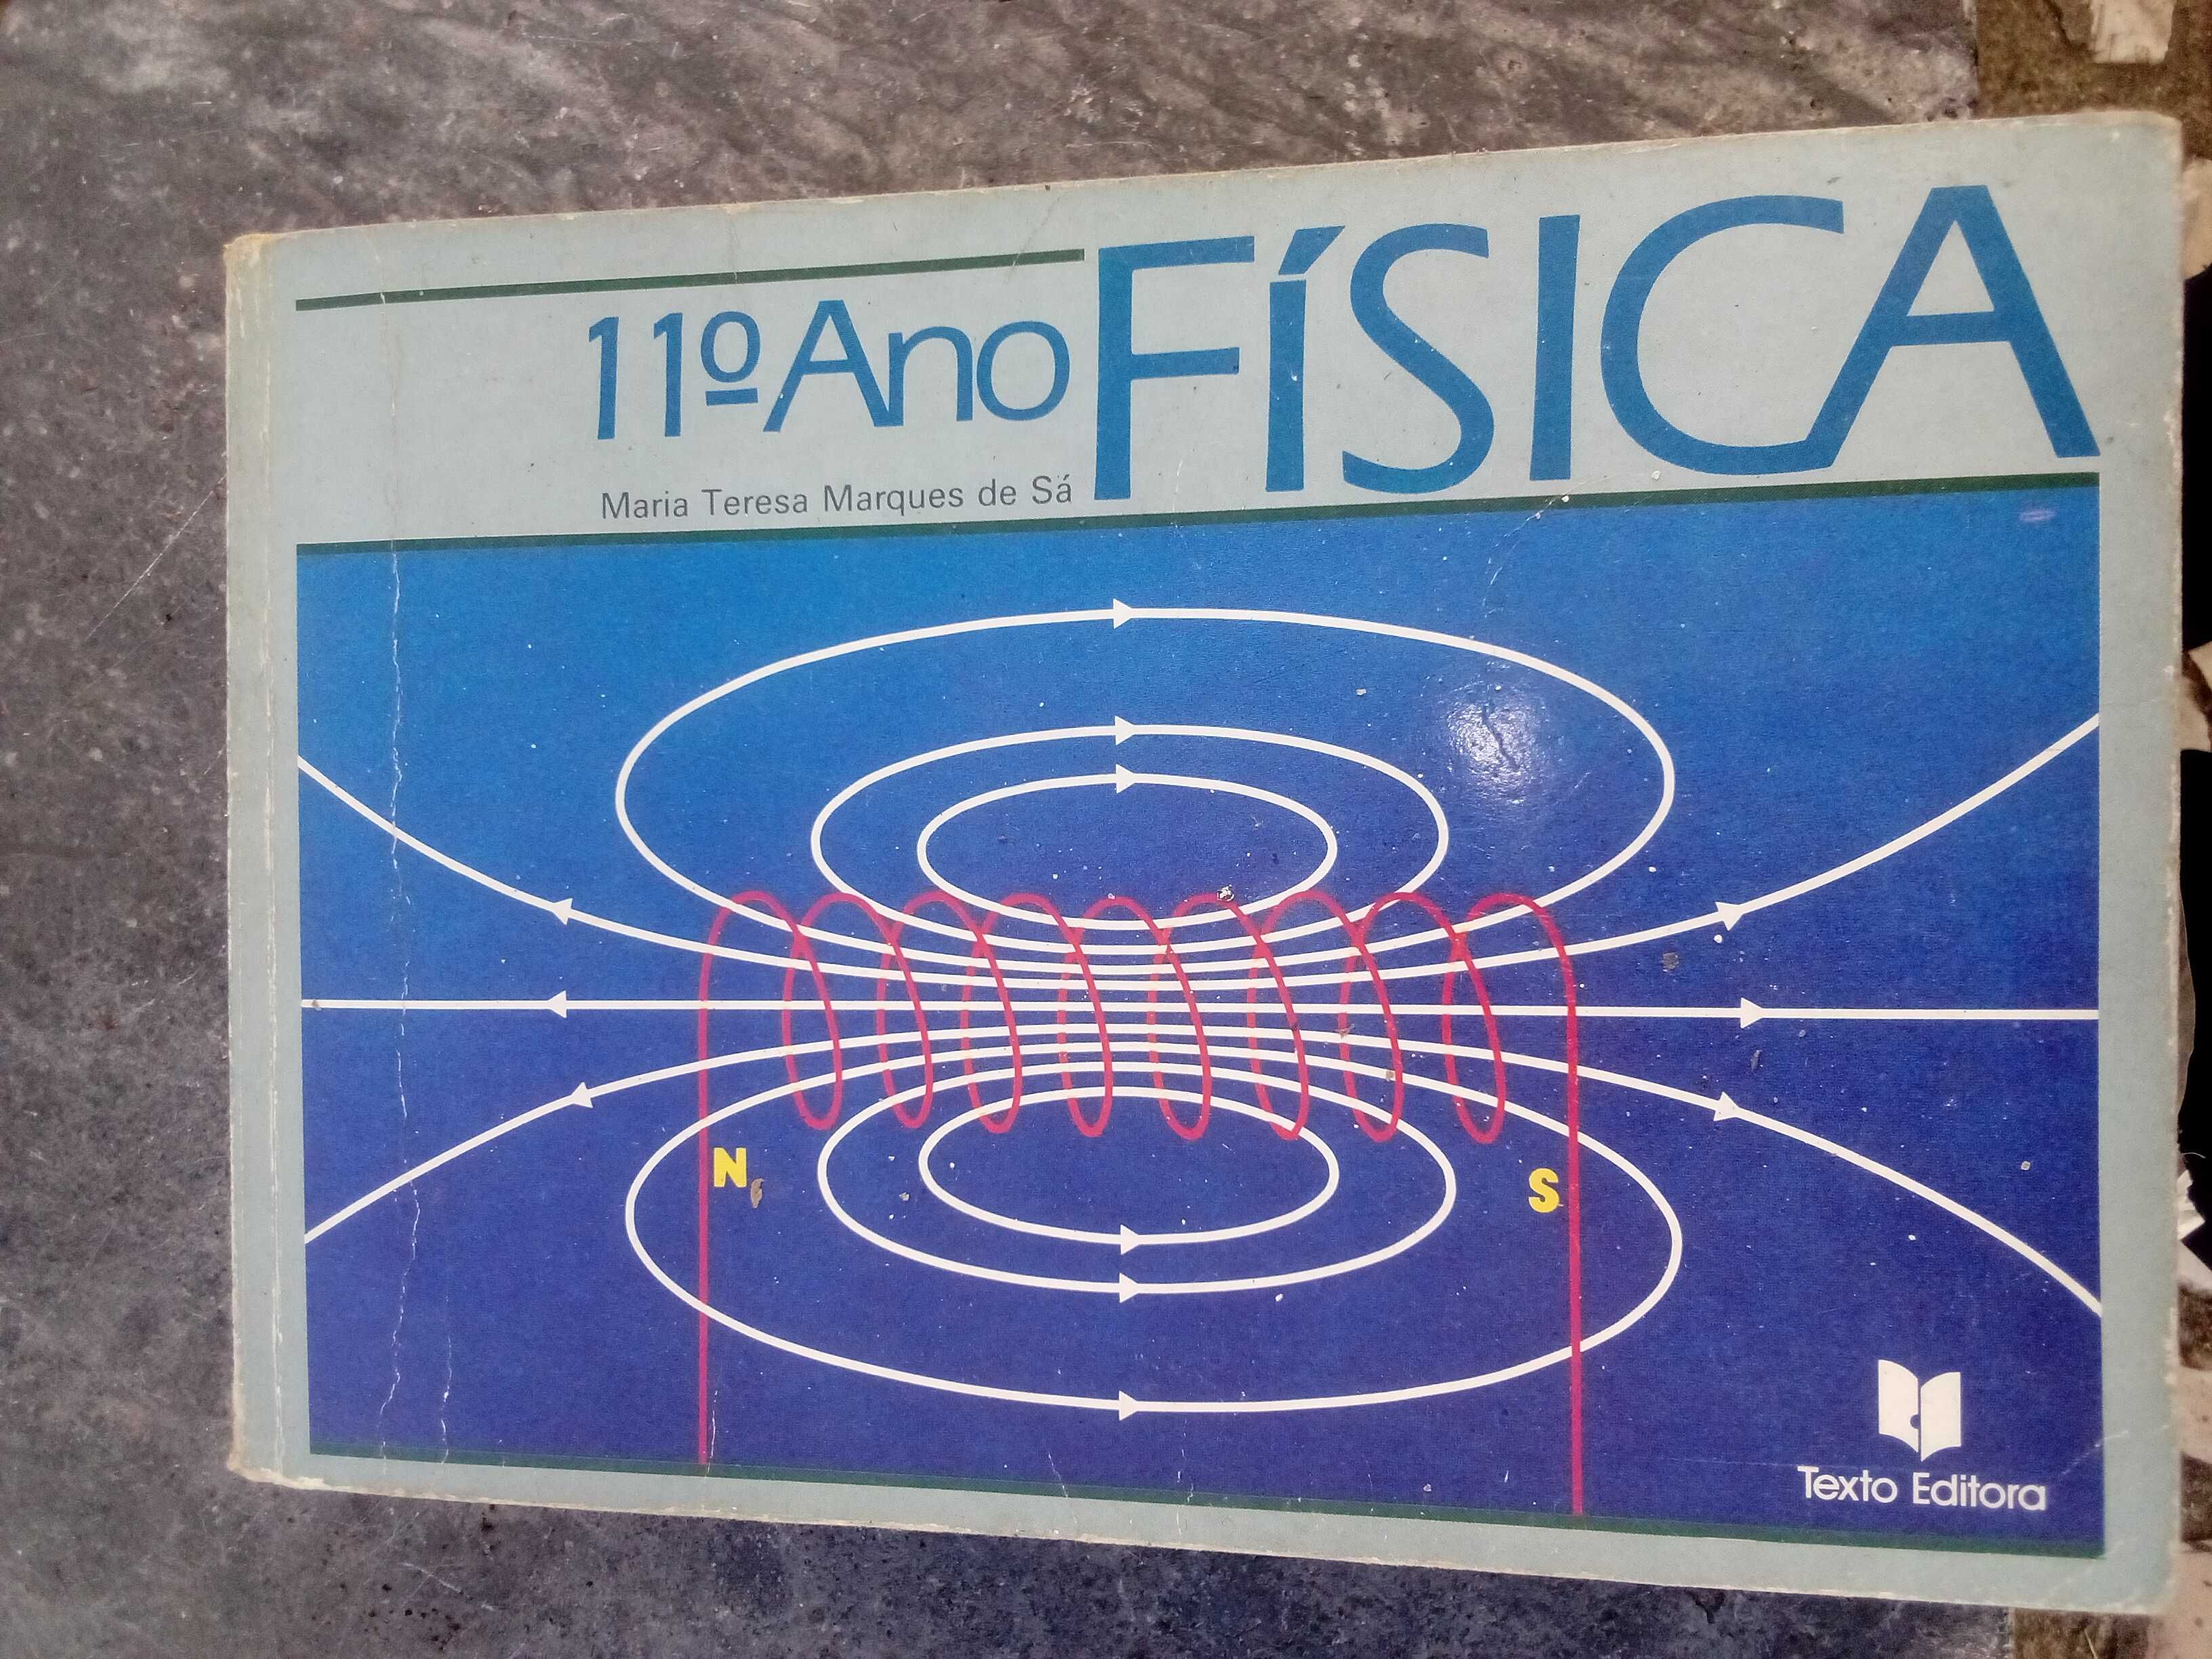 11º Ano FÍSICA
Maria Teresa Marques de Sá
N
S
Texto Editora